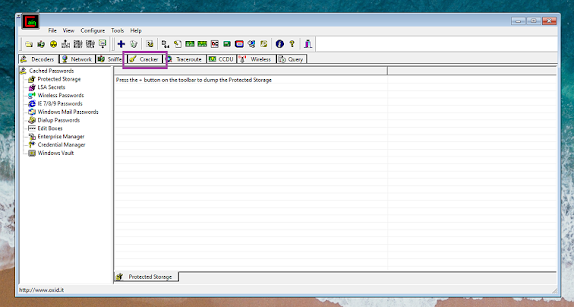 File View Configure Tools Help
Decoders Network Sniffer Cracker Traceroute CCDU Wireless Query
Cached Passwords
Protected Storage
LSA Secrets
Wireless Passwords
IE 7/8/9 Passwords
Windows Mail Passwords
Dialup Passwords
Edit Boxes
Enterprise Manager
Credential Manager
Windows Vault
Press the + button on the toolbar to dump the Protected Storage
Protected Storage
http://www.oxid.it